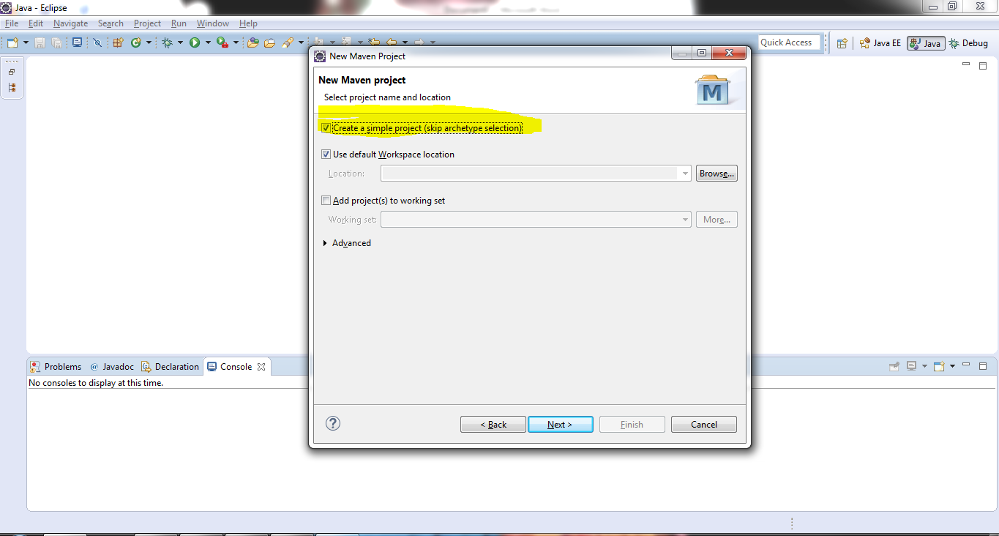 Java - Eclipse
File Edit Navigate Search Project Run Window Help
Quick Access Java EE Java Debug
New Maven Project
New Maven project
Select project name and location
M
Create a simple project (skip archetype selection)
Use default Workspace location
Location: Browse...
Add project(s) to working set
Working set: More...
Advanced
? < Back Next > Finish Cancel
Problems @ Javadoc Declaration Console
No consoles to display at this time.